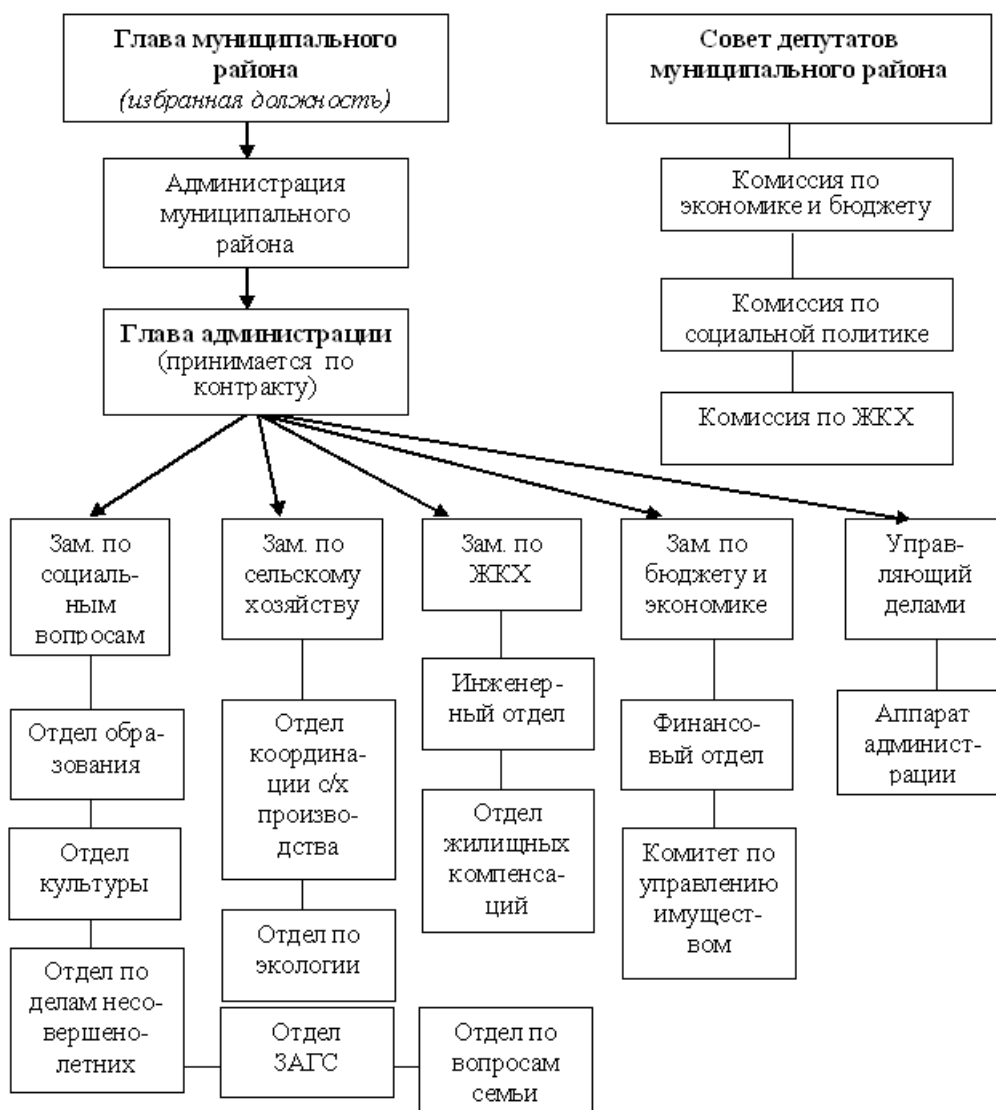 Глава муниципального
района
(избранная должность)
Администрация
муниципального
района
Глава администрации
(принимается по
контракту)
Совет депутатов
муниципального района
Комиссия по
экономике и бюджету
Комиссия по
социальной политике
Комиссия по ЖКХ
Зам. по
социаль-
ным
вопросам
Отдел обра-
зования
Отдел
культуры
Отдел по
делам несо-
вершено-
летних
Зам. по
сельскому
хозяйству
Отдел
координа-
ции с/х
произво-
дства
Отдел по
экологии
Отдел
ЗАГС
Отдел по
вопросам
семьи
Зам. по
ЖКХ
Инженер-
ный отдел
Отдел
жилищных
компенса-
ций
Зам. по
бюджету и
экономике
Финансо-
вый отдел
Комитет по
управлению
имущест-
вом
Управ-
ляющий
делами
Аппарат
админист-
рации